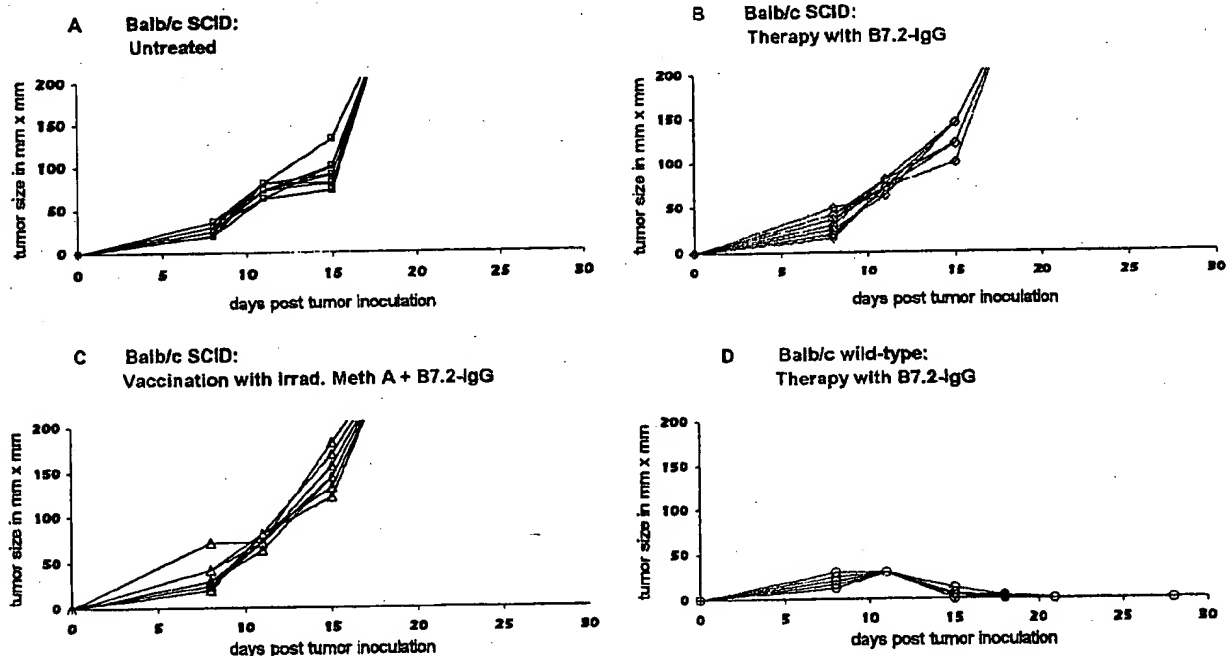 A Balb/c SCID:
Untreated
200
150
100
50
0
tumor size in mm x mm
0 5 10 15 20 25 30
days post tumor inoculation
B Balb/c SCID:
Therapy with B7.2-IgG
200
150
100
50
0
tumor size in mm x mm
0 5 10 15 20 25 30
days post tumor inoculation
C Balb/c SCID:
Vaccination with irrad. Meth A + B7.2-IgG
200
150
100
50
0
tumor size in mm x mm
0 5 10 15 20 25 30
days post tumor inoculation
D Balb/c wild-type:
Therapy with B7.2-IgG
200
150
100
50
0
tumor size in mm x mm
0 5 10 15 20 25 30
days post tumor inoculation